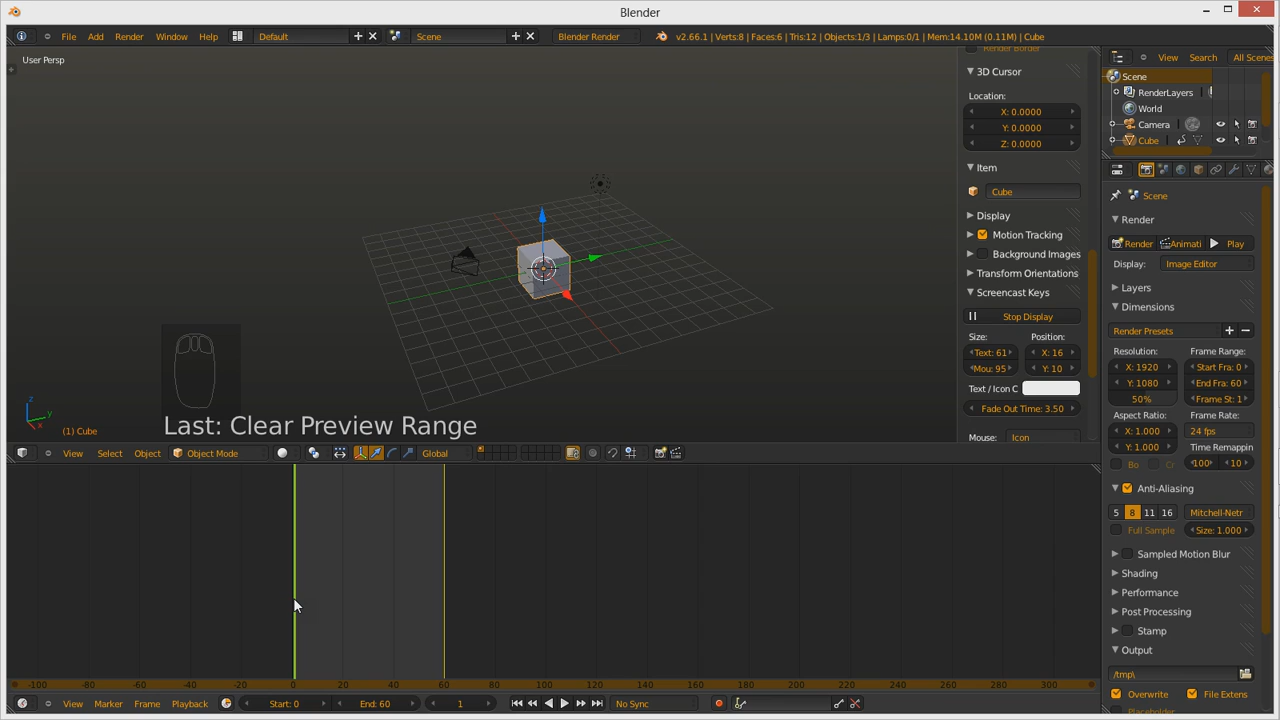 Blender
File Add Render Window Help Default Scene Blender Render v2.66.1 | Verts:8 | Faces:6 | Tris:12 | Objects:1/3 | Lamps:0/1 | Mem:14.10M (0.11M) | Cube
User Persp
Render Border
3D Cursor
Location:
X: 0.0000
Y: 0.0000
Z: 0.0000
Item
Cube
Display
Motion Tracking
Background Images
Transform Orientations
Screencast Keys
Stop Display
Size: Position:
Text: 61 X: 16
Mou: 95 Y: 10
Text / Icon C
Fade Out Time: 3.50
Mouse: Icon
View Search All Scenes
Scene
RenderLayers
World
Camera
Cube
Scene
Render
Render Animati Play
Display: Image Editor
Layers
Dimensions
Render Presets
Resolution: Frame Range:
X: 1920 Start Fra: 0
Y: 1080 End Fra: 60
50% Frame St: 1
Aspect Ratio: Frame Rate:
X: 1.000 24 fps
Y: 1.000 Time Remappin
Bo Cr 100 10
Anti-Aliasing
5 8 11 16 Mitchell-Netr
Full Sample Size: 1.000
Sampled Motion Blur
Shading
Performance
Post Processing
Stamp
Output
/tmp\
Overwrite File Extens
Placeholder
z
y
x
(1) Cube
Last: Clear Preview Range
View Select Object Object Mode Global
-100 -80 -60 -40 -20 0 20 40 60 80 100 120 140 160 180 200 220 240 260 280 300
View Marker Frame Playback Start: 0 End: 60 1 No Sync